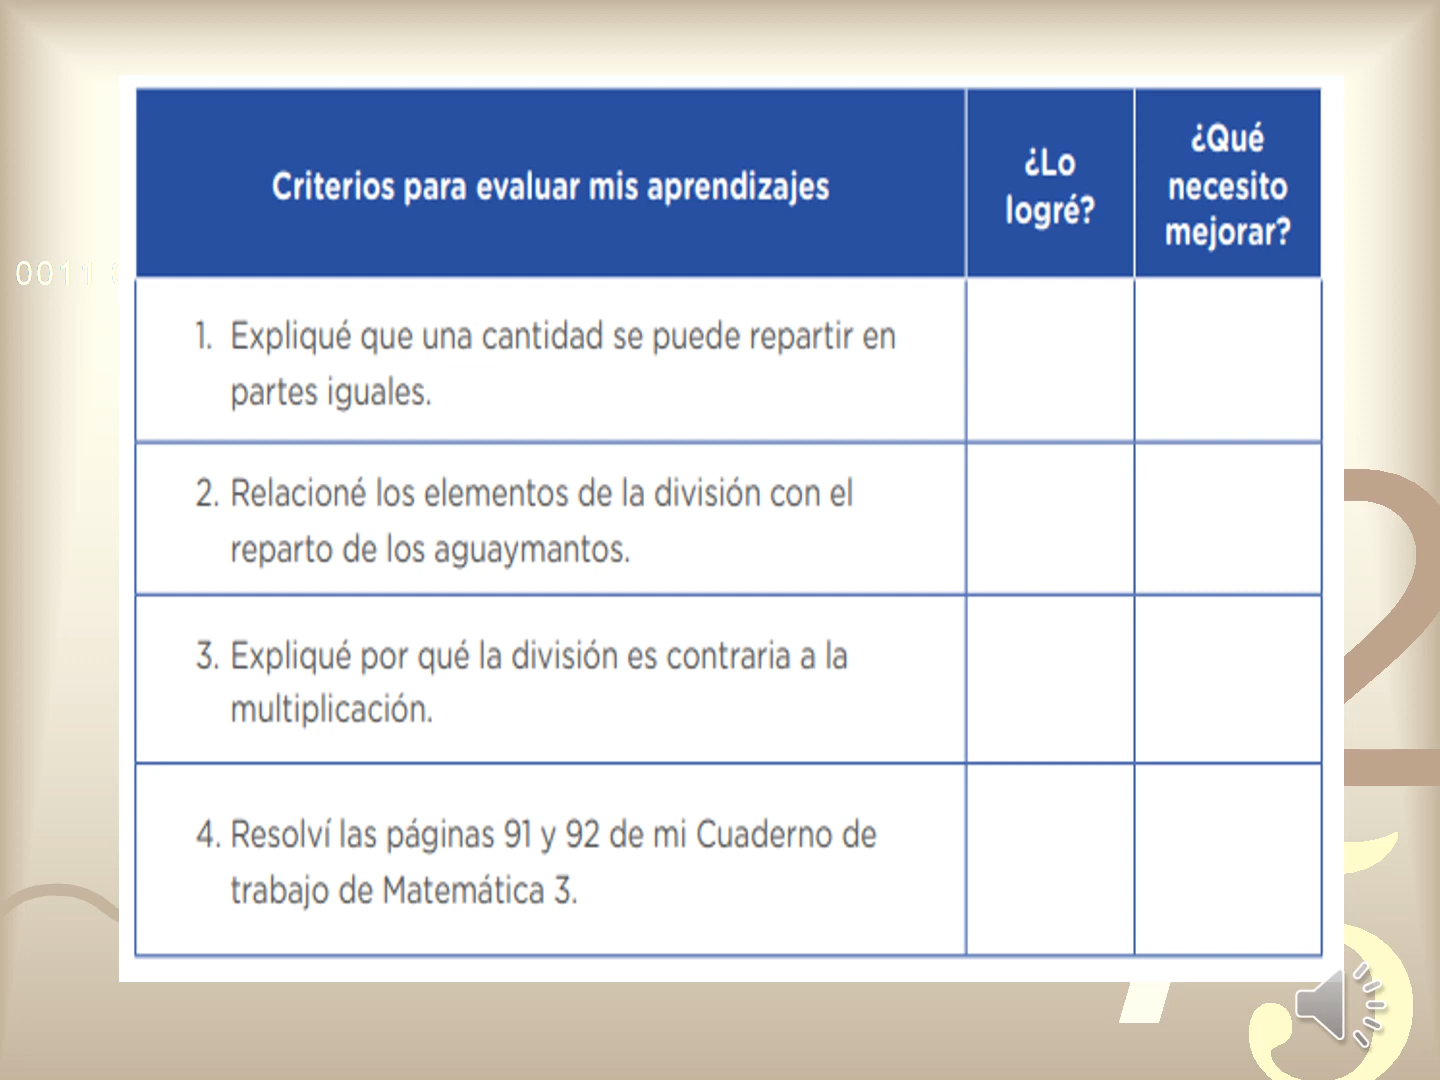 Criterios para evaluar mis aprendizajes
¿Lo
logré?
¿Qué
necesito
mejorar?
0011
1. Expliqué que una cantidad se puede repartir en
partes iguales.
2. Relacioné los elementos de la división con el
reparto de los aguaymantos.
3. Expliqué por qué la división es contraria a la
multiplicación.
4. Resolví las páginas 91 y 92 de mi Cuaderno de
trabajo de Matemática 3.
2
5